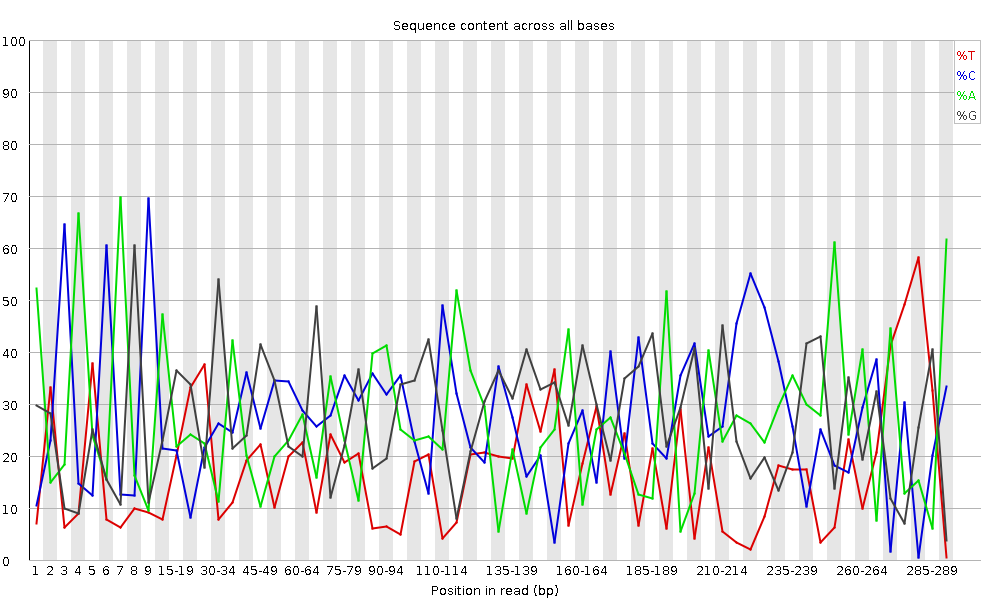 Sequence content across all bases
100
90
80
70
60
50
40
30
20
10
0
%T
%C
%A
%G
1 2 3 4 5 6 7 8 9 15-19 30-34 45-49 60-64 75-79 90-94 110-114 135-139 160-164 185-189 210-214 235-239 260-264 285-289
Position in read (bp)